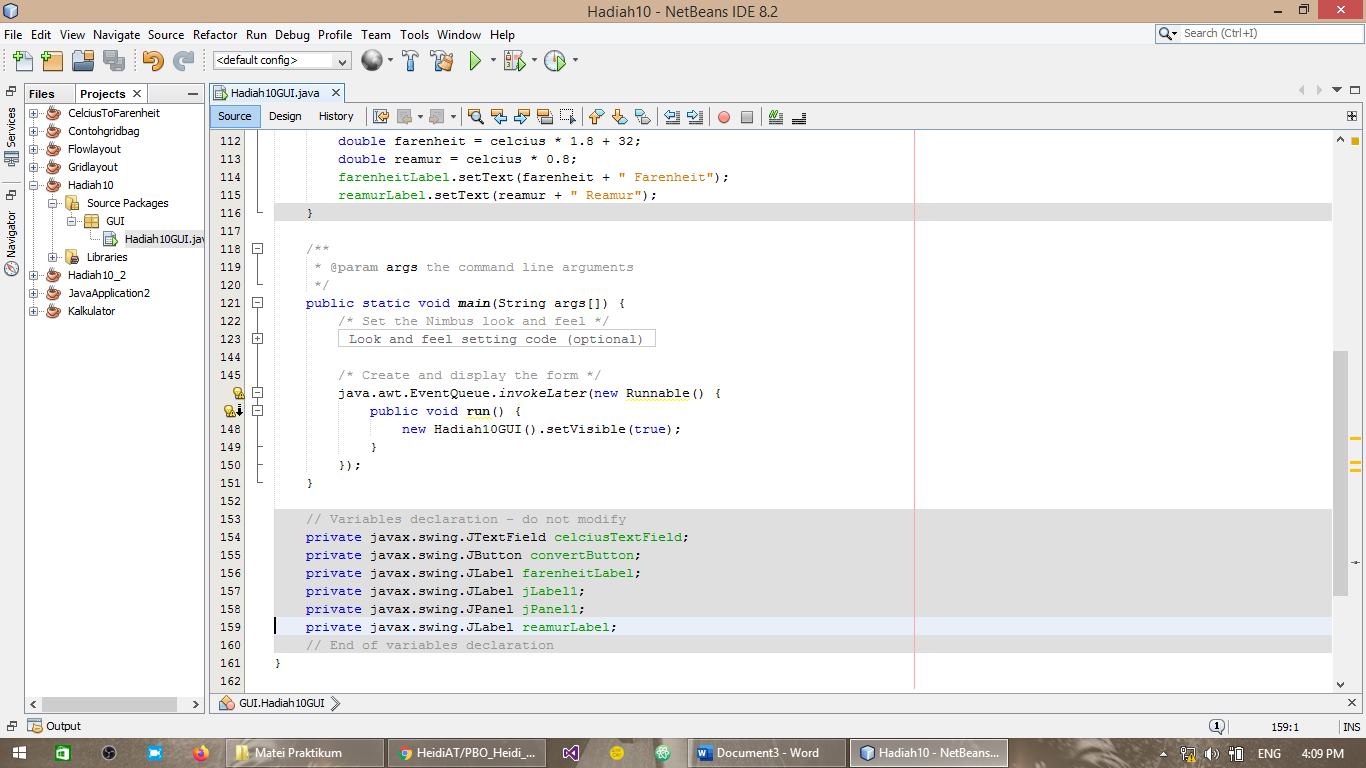 Hadiah10 - NetBeans IDE 8.2
File Edit View Navigate Source Refactor Run Debug Profile Team Tools Window Help
Search (Ctrl+I)
<default config>
Files Projects
Services
Navigator
CelciusToFarenheit
Contohgridbag
Flowlayout
Gridlayout
Hadiah10
Source Packages
GUI
Hadiah10GUI.jav
Libraries
Hadiah10_2
JavaApplication2
Kalkulator
Hadiah10GUI.java
Source Design History
112 double farenheit = celcius * 1.8 + 32;
113 double reamur = celcius * 0.8;
114 farenheitLabel.setText(farenheit + " Farenheit");
115 reamurLabel.setText(reamur + " Reamur");
116 }
117
118 /**
119 * @param args the command line arguments
120 */
121 public static void main(String args[]) {
122 /* Set the Nimbus look and feel */
123 Look and feel setting code (optional)
144
145 /* Create and display the form */
java.awt.EventQueue.invokeLater(new Runnable() {
public void run() {
148 new Hadiah10GUI().setVisible(true);
149 }
150 });
151 }
152
153 // Variables declaration - do not modify
154 private javax.swing.JTextField celciusTextField;
155 private javax.swing.JButton convertButton;
156 private javax.swing.JLabel farenheitLabel;
157 private javax.swing.JLabel jLabel1;
158 private javax.swing.JPanel jPanel1;
159 private javax.swing.JLabel reamurLabel;
160 // End of variables declaration
161 }
162
GUI.Hadiah10GUI
Output
1 159:1 INS
Matei Praktikum
HeidiAT/PBO_Heidi_...
Document3 - Word
Hadiah10 - NetBeans...
ENG 4:09 PM